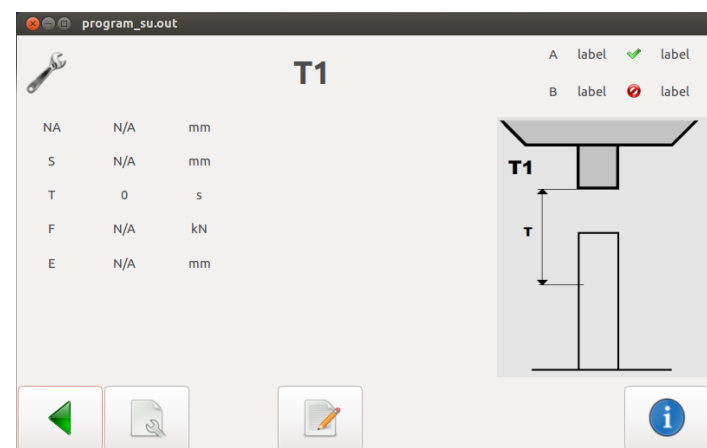 program_su.out
T1
A label label
B label label
NA N/A mm
S N/A mm
T 0 s
F N/A kN
E N/A mm
T1
T